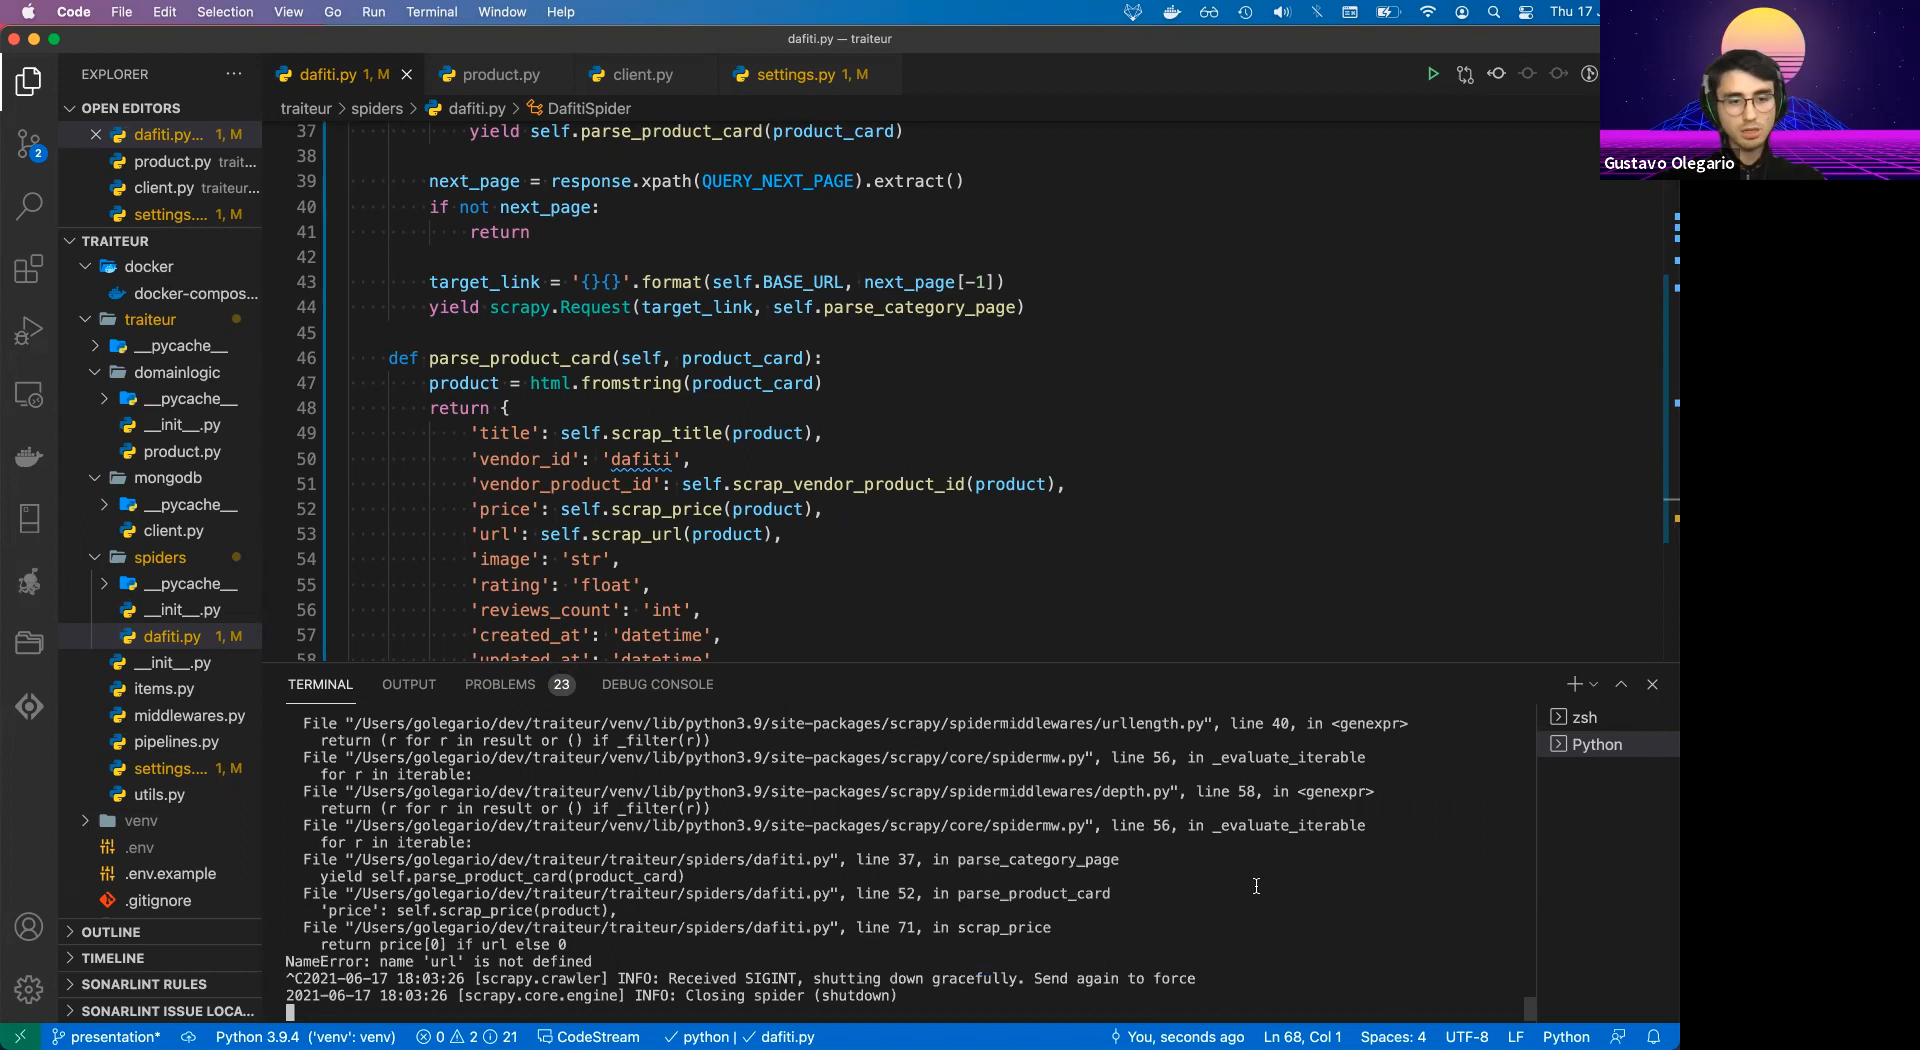 Code File Edit Selection View Go Run Terminal Window Help
Thu 17
dafiti.py — traiteur
Gustavo Olegario
EXPLORER
OPEN EDITORS
dafiti.py... 1, M
product.py trait...
client.py traiteur...
settings.... 1, M
TRAITEUR
docker
docker-compos...
traiteur
__pycache__
domainlogic
__pycache__
__init__.py
product.py
mongodb
__pycache__
client.py
spiders
__pycache__
__init__.py
dafiti.py 1, M
__init__.py
items.py
middlewares.py
pipelines.py
settings.... 1, M
utils.py
venv
.env
.env.example
.gitignore
OUTLINE
TIMELINE
SONARLINT RULES
SONARLINT ISSUE LOCA...
2
dafiti.py 1, M product.py client.py settings.py 1, M
traiteur > spiders > dafiti.py > DafitiSpider
37 yield self.parse_product_card(product_card)
38
39 next_page = response.xpath(QUERY_NEXT_PAGE).extract()
40 if not next_page:
41 return
42
43 target_link = '{}{}'.format(self.BASE_URL, next_page[-1])
44 yield scrapy.Request(target_link, self.parse_category_page)
45
46 def parse_product_card(self, product_card):
47 product = html.fromstring(product_card)
48 return {
49 'title': self.scrap_title(product),
50 'vendor_id': 'dafiti',
51 'vendor_product_id': self.scrap_vendor_product_id(product),
52 'price': self.scrap_price(product),
53 'url': self.scrap_url(product),
54 'image': 'str',
55 'rating': 'float',
56 'reviews_count': 'int',
57 'created_at': 'datetime',
58 'updated_at': 'datetime'
TERMINAL OUTPUT PROBLEMS 23 DEBUG CONSOLE
File "/Users/golegario/dev/traiteur/venv/lib/python3.9/site-packages/scrapy/spidermiddlewares/urllength.py", line 40, in <genexpr>
return (r for r in result or () if _filter(r))
File "/Users/golegario/dev/traiteur/venv/lib/python3.9/site-packages/scrapy/core/spidermw.py", line 56, in _evaluate_iterable
for r in iterable:
File "/Users/golegario/dev/traiteur/venv/lib/python3.9/site-packages/scrapy/spidermiddlewares/depth.py", line 58, in <genexpr>
return (r for r in result or () if _filter(r))
File "/Users/golegario/dev/traiteur/venv/lib/python3.9/site-packages/scrapy/core/spidermw.py", line 56, in _evaluate_iterable
for r in iterable:
File "/Users/golegario/dev/traiteur/traiteur/spiders/dafiti.py", line 37, in parse_category_page
yield self.parse_product_card(product_card)
File "/Users/golegario/dev/traiteur/traiteur/spiders/dafiti.py", line 52, in parse_product_card
'price': self.scrap_price(product),
File "/Users/golegario/dev/traiteur/traiteur/spiders/dafiti.py", line 71, in scrap_price
return price[0] if url else 0
NameError: name 'url' is not defined
^C2021-06-17 18:03:26 [scrapy.crawler] INFO: Received SIGINT, shutting down gracefully. Send again to force
2021-06-17 18:03:26 [scrapy.core.engine] INFO: Closing spider (shutdown)
zsh
Python
presentation* Python 3.9.4 ('venv': venv) 0 2 21 CodeStream python | dafiti.py You, seconds ago Ln 68, Col 1 Spaces: 4 UTF-8 LF Python